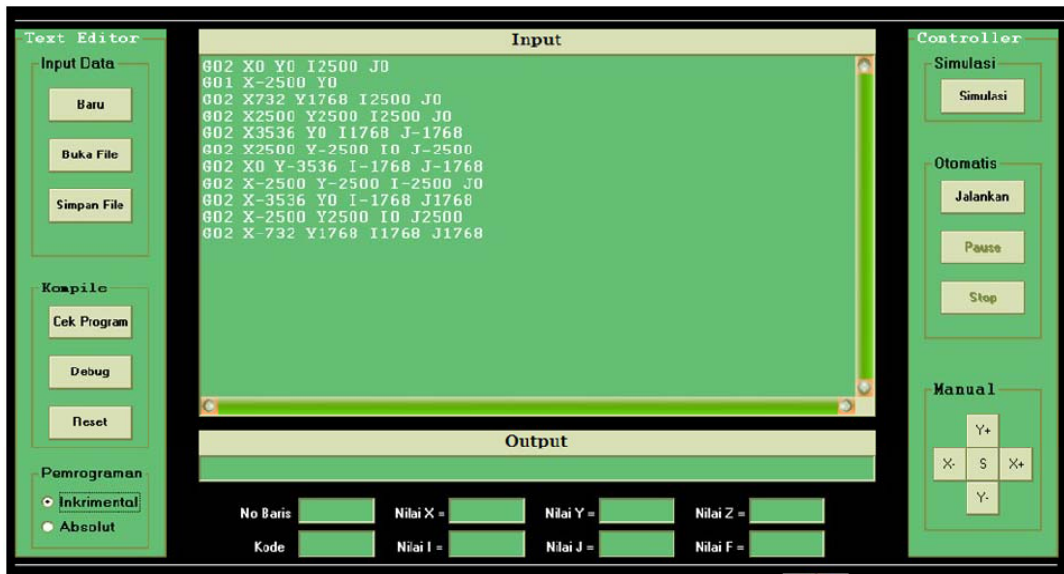 Text Editor
Input Data
Baru
Buka File
Simpan File
Kompile
Cek Program
Debug
Reset
Pemrograman
Inkrimental
Absolut
Input
G02 X0 Y0 I2500 J0
G01 X-2500 Y0
G02 X732 Y1768 I2500 J0
G02 X2500 Y2500 I2500 J0
G02 X3536 Y0 I1768 J-1768
G02 X2500 Y-2500 I0 J-2500
G02 X0 Y-3536 I-1768 J-1768
G02 X-2500 Y-2500 I-2500 J0
G02 X-3536 Y0 I-1768 J1768
G02 X-2500 Y2500 I0 J2500
G02 X-732 Y1768 I1768 J1768
Output
No Baris Nilai X = Nilai Y = Nilai Z =
Kode Nilai I = Nilai J = Nilai F =
Controller
Simulasi
Simulasi
Otomatis
Jalankan
Pause
Stop
Manual
Y+
X- S X+
Y-